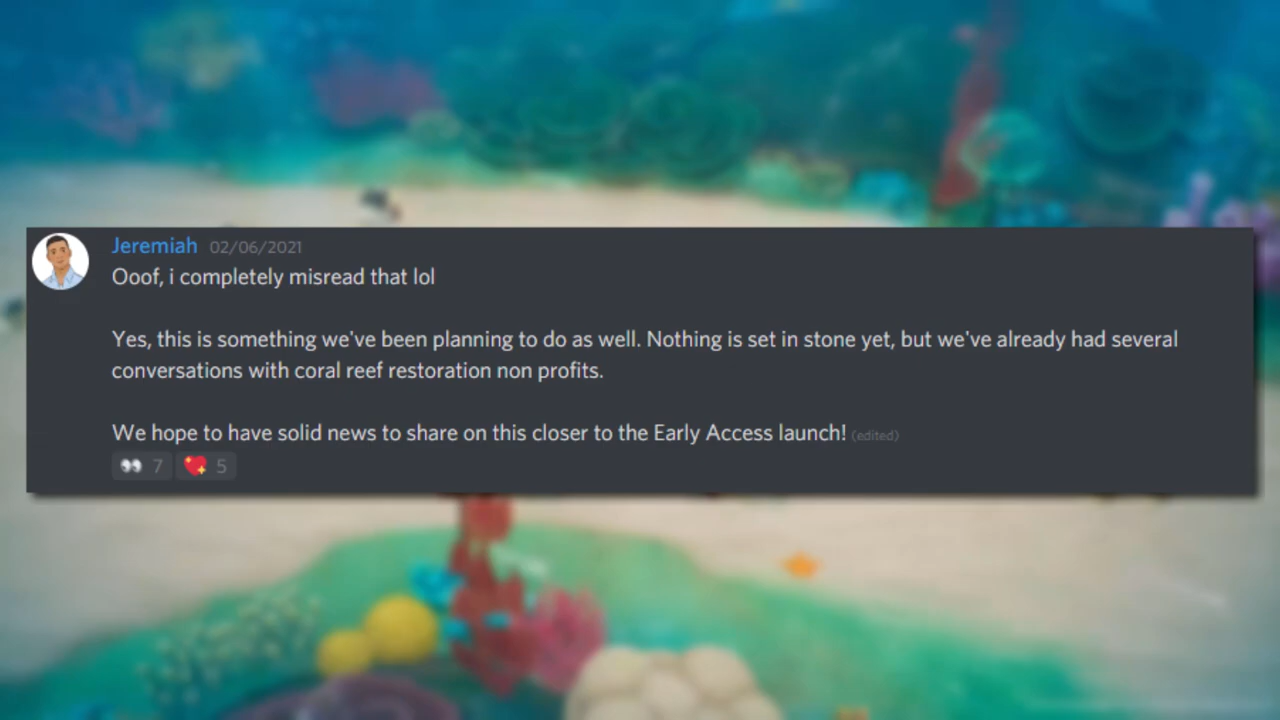 Jeremiah 02/06/2021
Ooof, i completely misread that lol
Yes, this is something we've been planning to do as well. Nothing is set in stone yet, but we've already had several
conversations with coral reef restoration non profits.
We hope to have solid news to share on this closer to the Early Access launch! (edited)
👀 7 💖 5